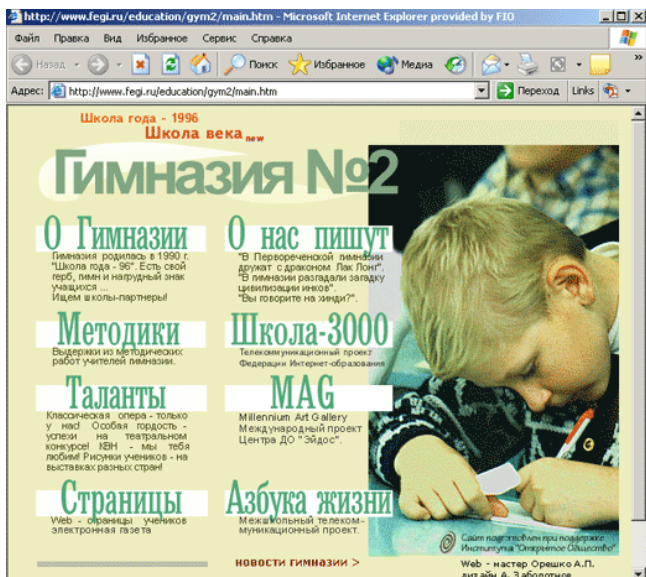 http://www.fegi.ru/education/gym2/main.htm - Microsoft Internet Explorer provided by FIO
Файл Правка Вид Избранное Сервис Справка
Назад Поиск Избранное Медиа
Адрес: http://www.fegi.ru/education/gym2/main.htm Переход Links
Школа года - 1996
Школа века new
Гимназия №2
О Гимназии
Гимназия родилась в 1990 г.
"Школа года - 96". Есть свой
герб, гимн и нагрудный знак
учащихся ...
Ищем школы-партнеры!
О нас пишут
"В Первореченской гимназии
дружат с драконом Лак Лонг".
"В гимназии разгадали загадку
цивилизации инков".
"Вы говорите на хинди?".
Методики
Выдержки из методических
работ учителей гимназии.
Школа-3000
Телекоммуникационный проект
Федерации Интернет-образования
Таланты
Классическая опера - только
у нас! Особая гордость -
успехи на театральном
конкурсе! КВН - мы тебя
любим! Рисунки учеников - на
выставках разных стран!
MAG
Millennium Art Gallery
Международный проект
Центра ДО "Эйдос".
Страницы
Web - страницы учеников
электронная газета
Азбука жизни
Межшкольный телеком-
муникационный проект.
новости гимназии >
Сайт подготовлен при поддержке
Института "Открытое Общество"
Web - мастер Орешко А.П.
дизайн А. Заболотнов